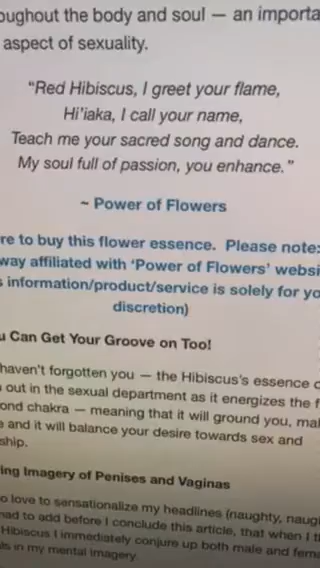 oughout the body and soul — an importa
aspect of sexuality.
“Red Hibiscus, I greet your flame,
Hi’iaka, I call your name,
Teach me your sacred song and dance.
My soul full of passion, you enhance.”
~ Power of Flowers
re to buy this flower essence. Please note:
way affiliated with ‘Power of Flowers’ websi
s information/product/service is solely for yo
discretion)
u Can Get Your Groove on Too!
haven’t forgotten you — the Hibiscus’s essence c
out in the sexual department as it energizes the f
ond chakra — meaning that it will ground you, mak
e and it will balance your desire towards sex and
ship.
ing Imagery of Penises and Vaginas
o love to sensationalize my headlines (naughty, naugh
had to add before I conclude this article, that when I th
Hibiscus I immediately conjure up both male and fema
ls in my mental imagery